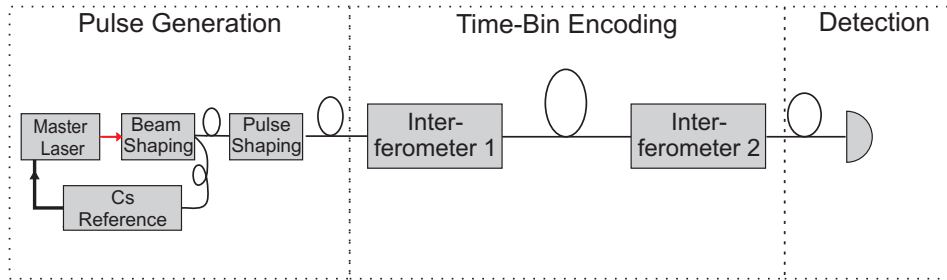 Pulse Generation
Time-Bin Encoding
Detection
Master
Laser
Beam
Shaping
Pulse
Shaping
Inter-
ferometer 1
Inter-
ferometer 2
Cs
Reference